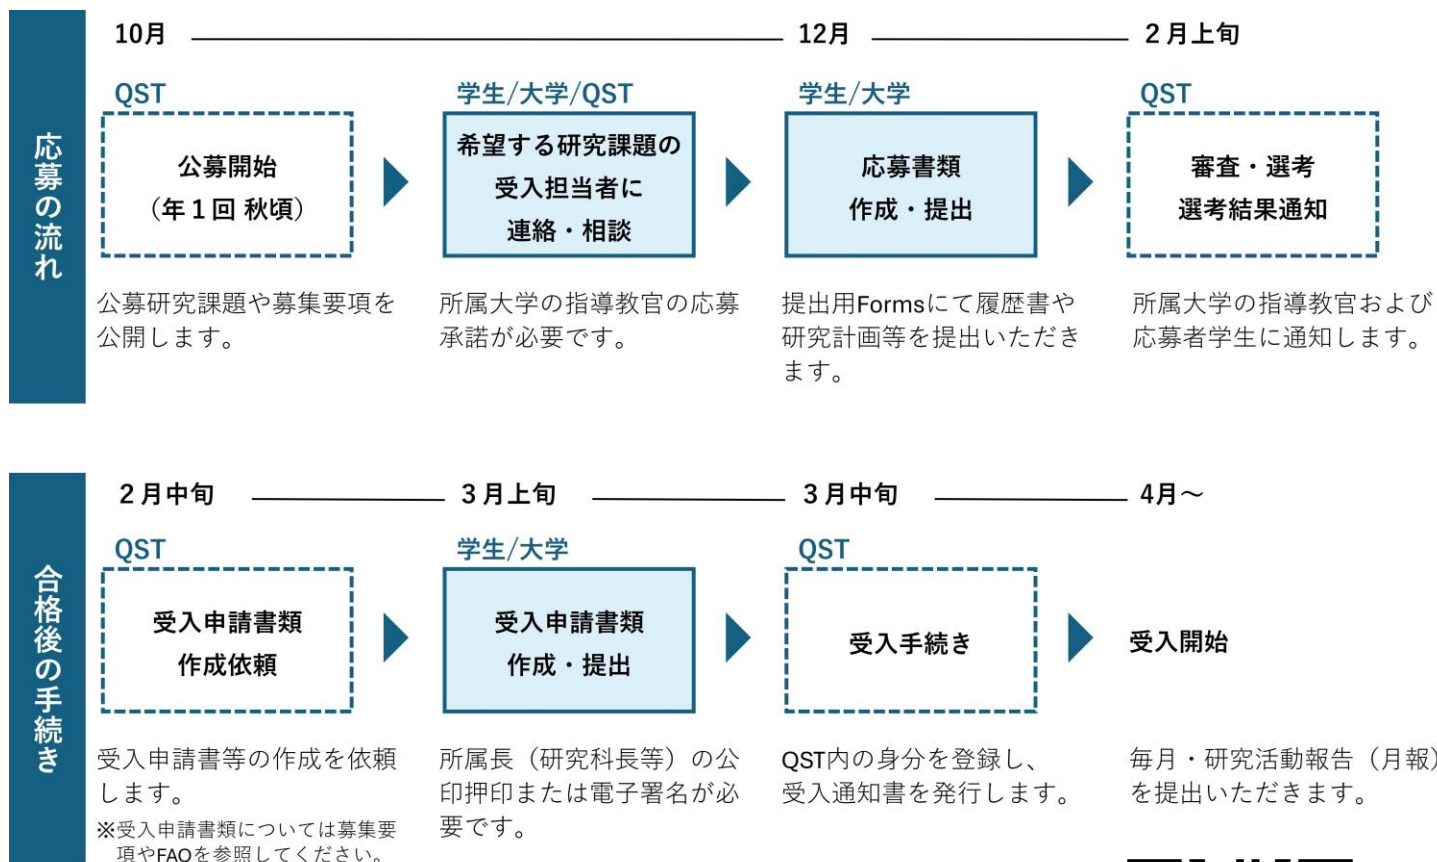 応募の流れ
10月
12月
２月上旬
QST
公募開始
（年１回 秋頃）
公募研究課題や募集要項を
公開します。
学生/大学/QST
希望する研究課題の
受入担当者に
連絡・相談
所属大学の指導教官の応募
承諾が必要です。
学生/大学
応募書類
作成・提出
提出用Formsにて履歴書や
研究計画等を提出いただき
ます。
QST
審査・選考
選考結果通知
所属大学の指導教官および
応募者学生に通知します。
合格後の手続き
２月中旬
３月上旬
３月中旬
4月～
QST
受入申請書類
作成依頼
受入申請書等の作成を依頼
します。
※受入申請書類については募集要
項やFAQを参照してください。
学生/大学
受入申請書類
作成・提出
所属長（研究科長等）の公
印押印または電子署名が必
要です。
QST
受入手続き
QST内の身分を登録し、
受入通知書を発行します。
受入開始
毎月・研究活動報告（月報）
を提出いただきます。